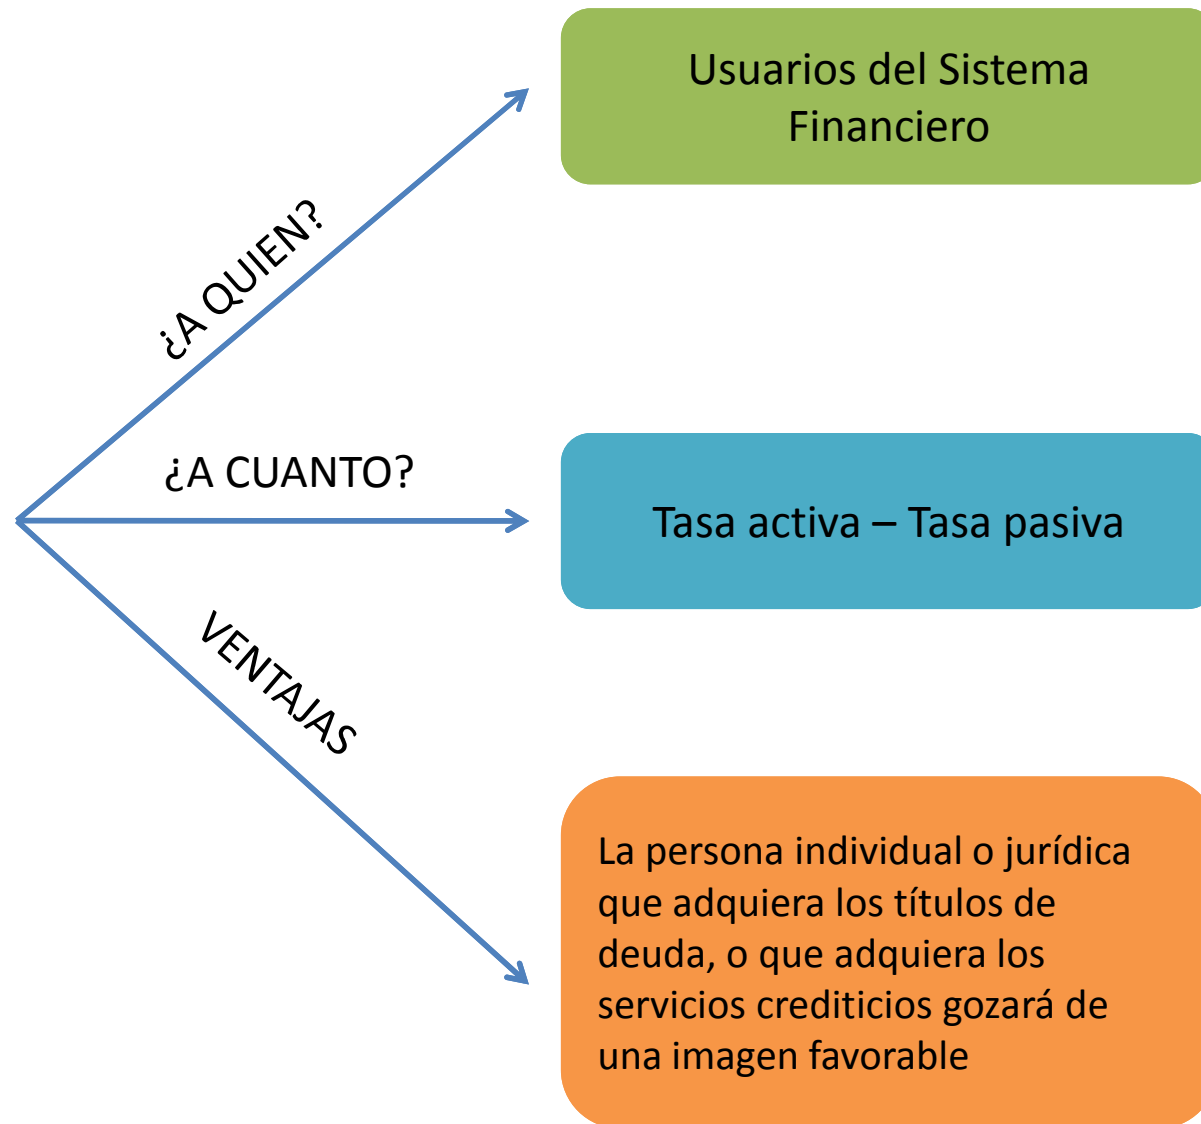 Usuarios del Sistema
Financiero
¿A QUIEN?
¿A CUANTO?
Tasa activa – Tasa pasiva
VENTAJAS
La persona individual o jurídica
que adquiera los títulos de
deuda, o que adquiera los
servicios crediticios gozará de
una imagen favorable